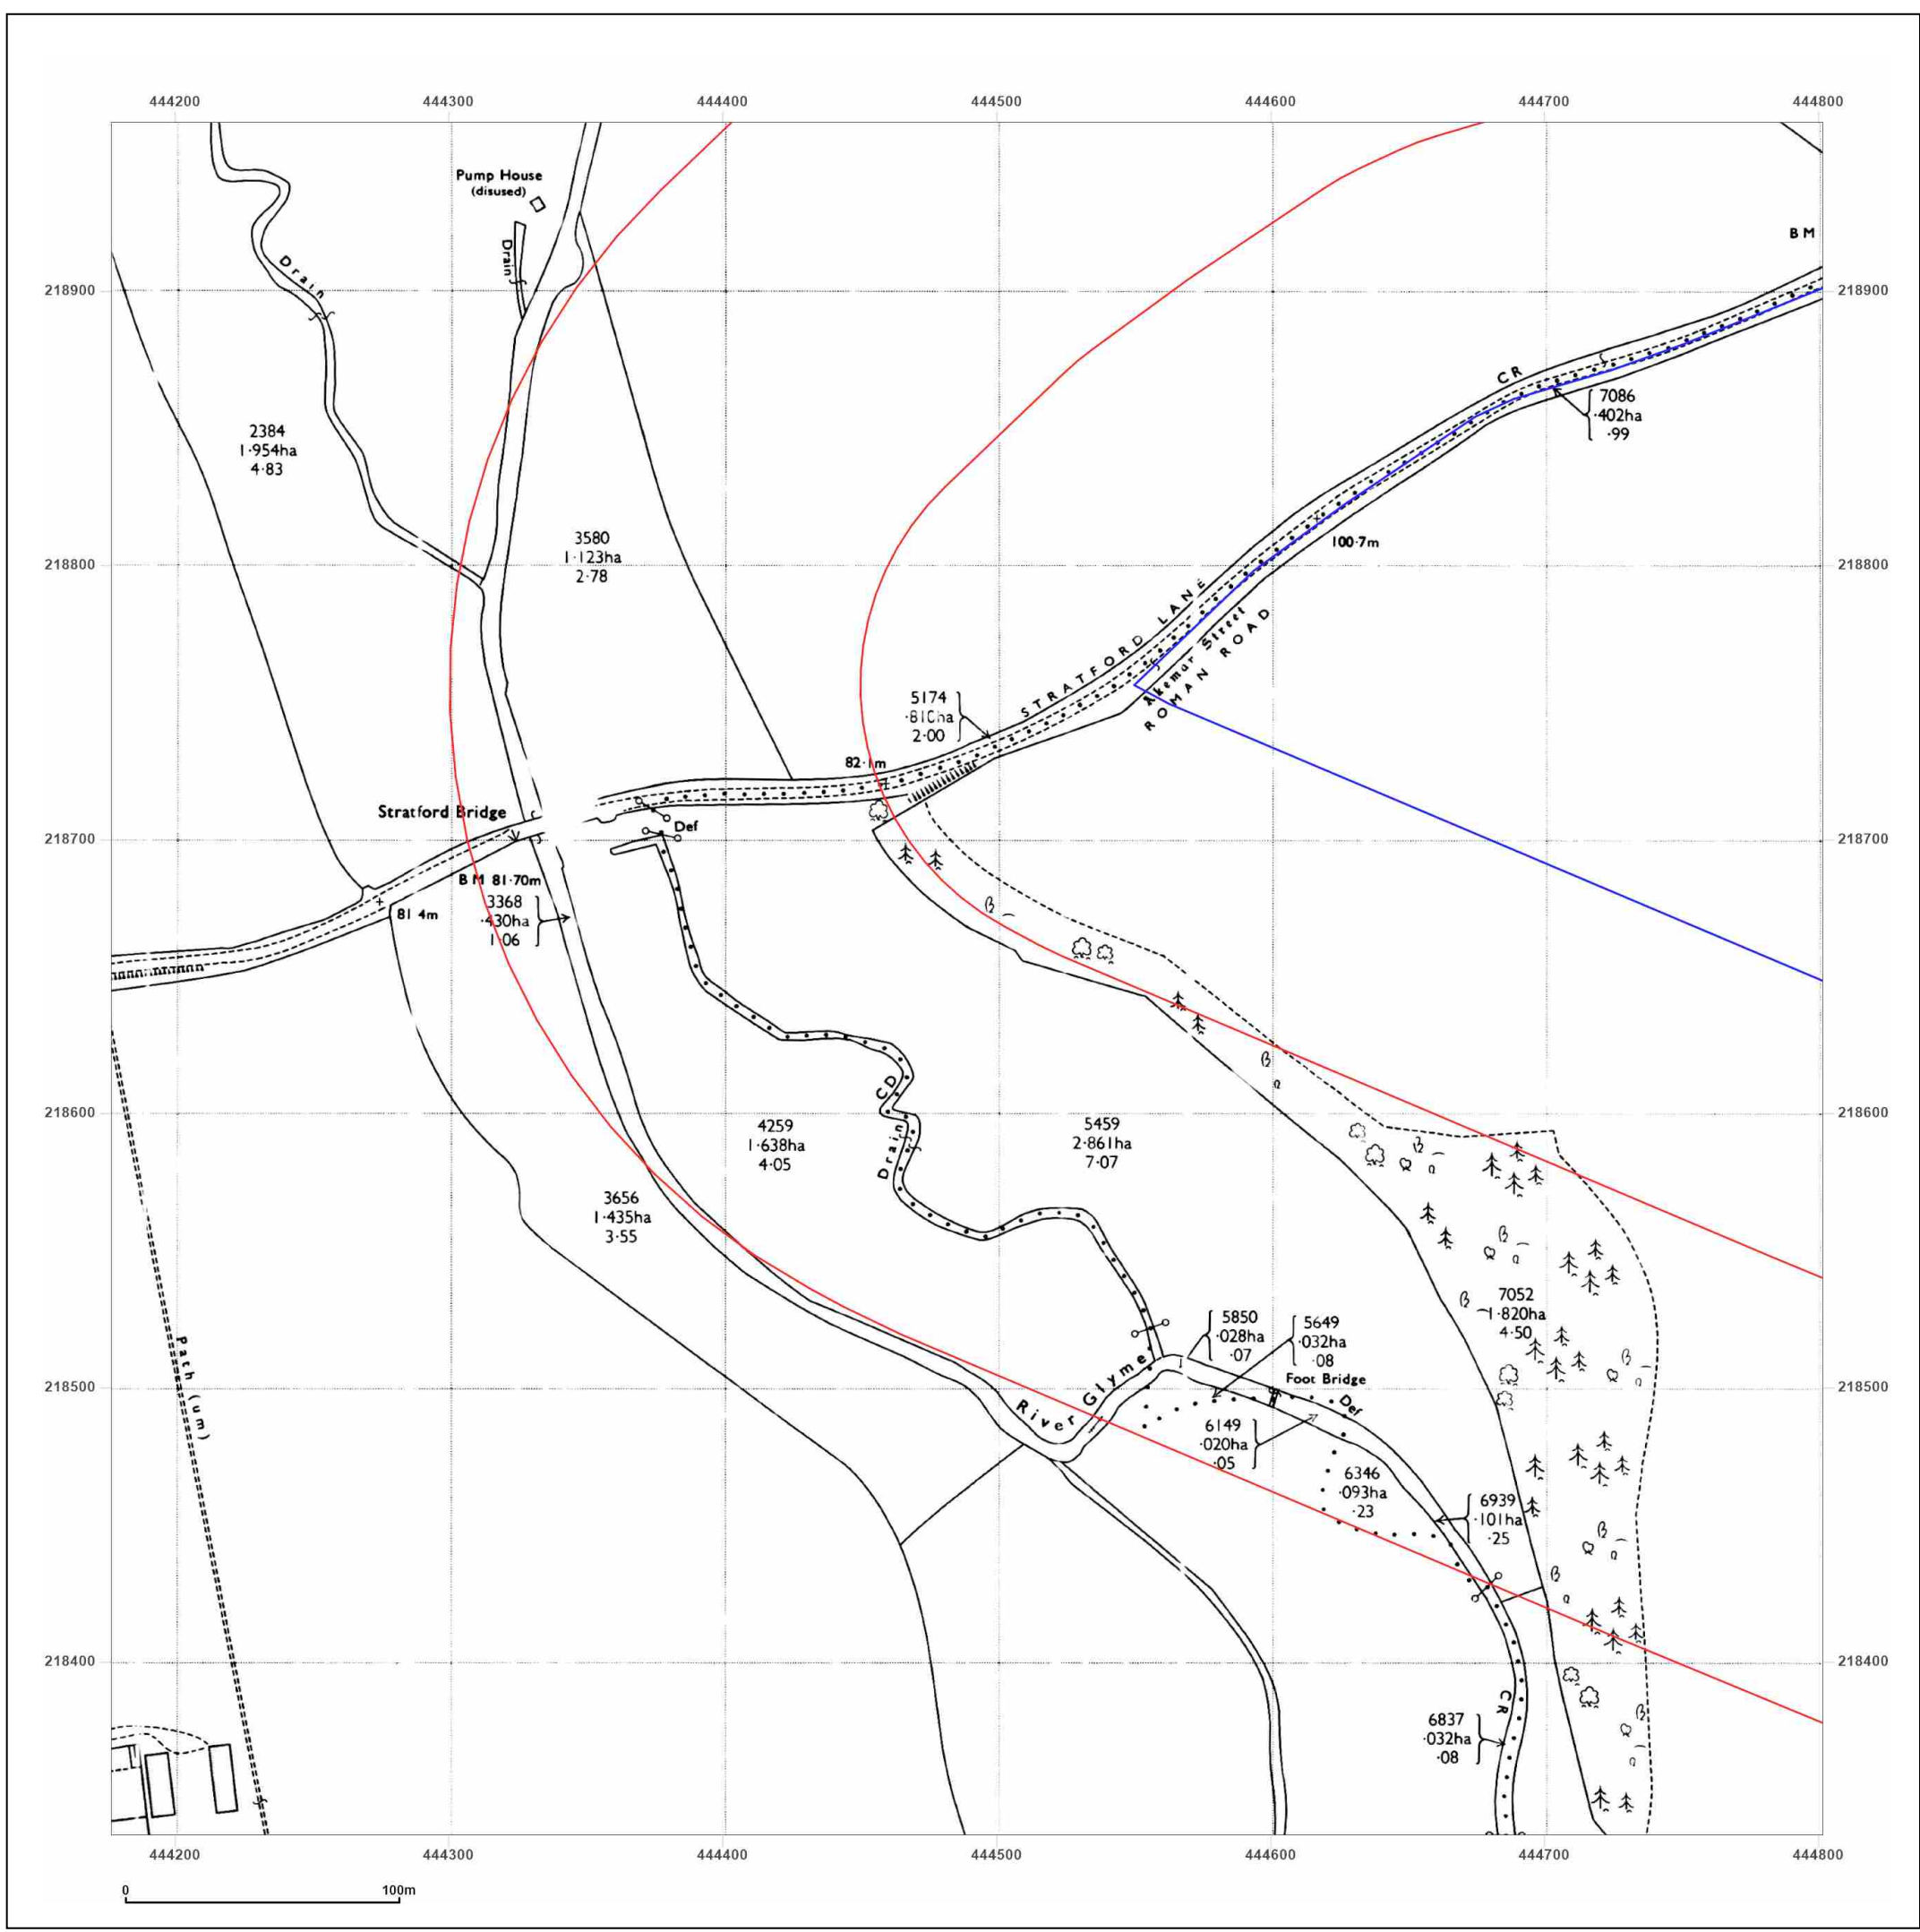 444200 444300 444400 444500 444600 444700 444800
Pump House
(disused)
Drain
Drain
BM
218900 218900
CR
7086
·402ha
·99
2384
1·954ha
4·83
3580
1·123ha
2·78
100·7m
218800 218800
STRATFORD LANE
Akeman Street
ROMAN ROAD
5174
·810ha
2·00
82·1m
Stratford Bridge
Def
218700 218700
BM 81·70m
3368
·430ha
1·06
81 4m
218600 218600
CD
Drain
4259
1·638ha
4·05
5459
2·861ha
7·07
3656
1·435ha
3·55
7052
1·820ha
4·50
5850
·028ha
·07
5649
·032ha
·08
Path (um)
River Glyme
Foot Bridge
Def
218500 218500
6149
·020ha
·05
6346
·093ha
·23
6939
·101ha
·25
218400 218400
CR
6837
·032ha
·08
444200 444300 444400 444500 444600 444700 444800
0 100m